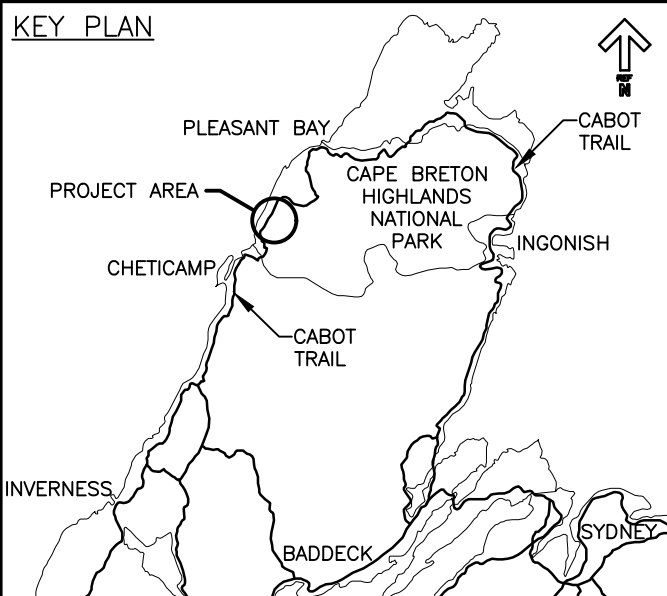 KEY PLAN
REF
N
PLEASANT BAY
CABOT
TRAIL
CAPE BRETON
HIGHLANDS
NATIONAL
PARK
PROJECT AREA
INGONISH
CHETICAMP
CABOT
TRAIL
INVERNESS
BADDECK
SYDNEY